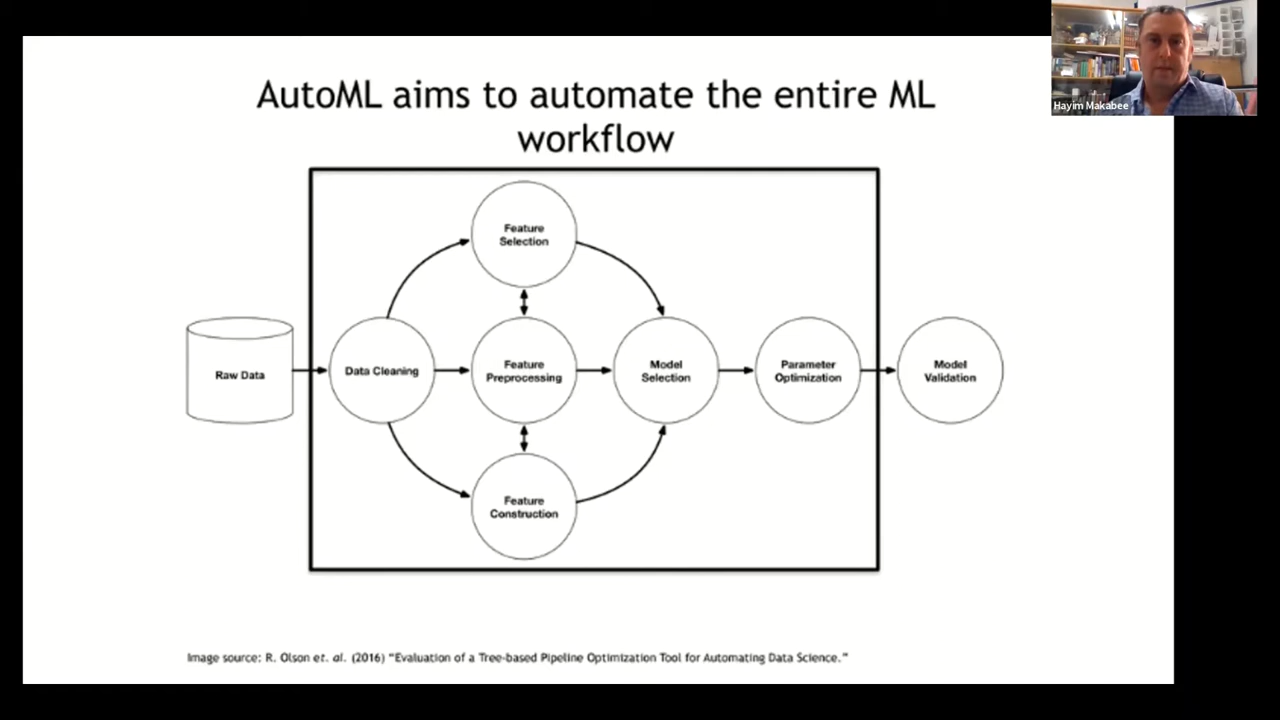 AutoML aims to automate the entire ML
workflow
Hayim Makabee
Feature
Selection
Raw Data
Data Cleaning
Feature
Preprocessing
Model
Selection
Parameter
Optimization
Model
Validation
Feature
Construction
Image source: R. Olson et. al. (2016) “Evaluation of a Tree-based Pipeline Optimization Tool for Automating Data Science.”